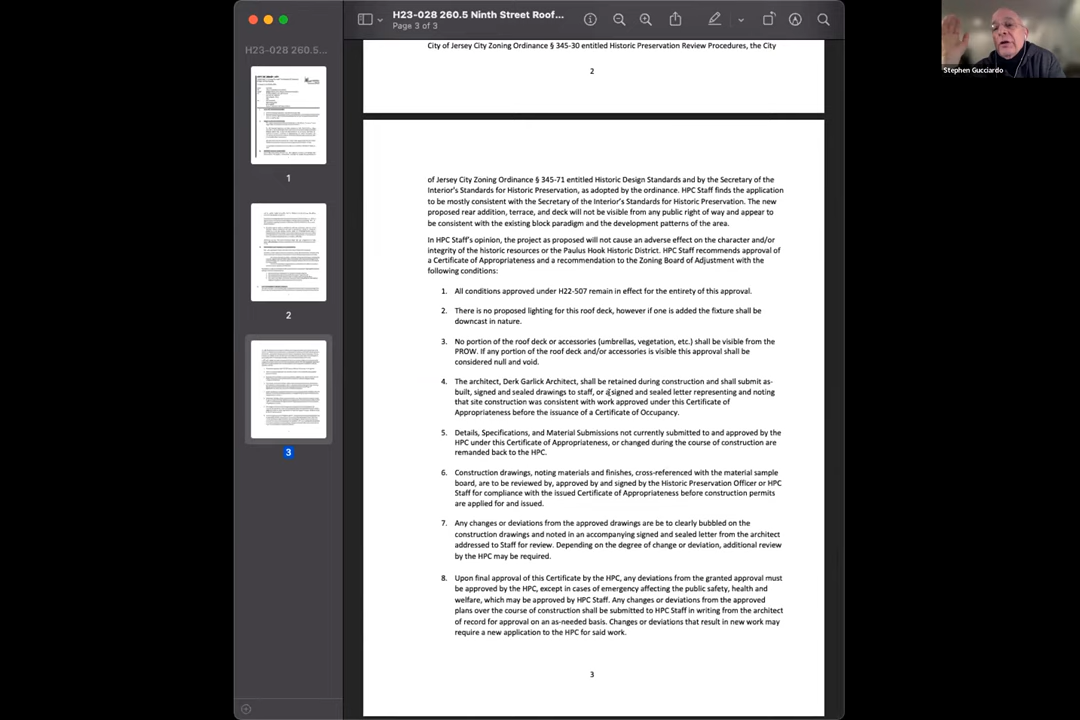 H23-028 260.5 Ninth Street Roof...
Page 3 of 3
H23-028 260.5...
1
2
3
Stephen Gucciardo
City of Jersey City Zoning Ordinance § 345-30 entitled Historic Preservation Review Procedures, the City
2
of Jersey City Zoning Ordinance § 345-71 entitled Historic Design Standards and by the Secretary of the
Interior's Standards for Historic Preservation, as adopted by the ordinance. HPC Staff finds the application
to be mostly consistent with the Secretary of the Interior's Standards for Historic Preservation. The new
proposed rear addition, terrace, and deck will not be visible from any public right of way and appear to
be consistent with the existing block paradigm and the development patterns of the area.
In HPC Staff's opinion, the project as proposed will not cause an adverse effect on the character and/or
integrity of the historic resources or the Paulus Hook Historic District. HPC Staff recommends approval of
a Certificate of Appropriateness and a recommendation to the Zoning Board of Adjustment with the
following conditions:
1. All conditions approved under H22-507 remain in effect for the entirety of this approval.
2. There is no proposed lighting for this roof deck, however if one is added the fixture shall be
downcast in nature.
3. No portion of the roof deck or accessories (umbrellas, vegetation, etc.) shall be visible from the
PROW. If any portion of the roof deck and/or accessories is visible this approval shall be
considered null and void.
4. The architect, Derk Garlick Architect, shall be retained during construction and shall submit as-
built, signed and sealed drawings to staff, or a signed and sealed letter representing and noting
that site construction was consistent with work approved under this Certificate of
Appropriateness before the issuance of a Certificate of Occupancy.
5. Details, Specifications, and Material Submissions not currently submitted to and approved by the
HPC under this Certificate of Appropriateness, or changed during the course of construction are
remanded back to the HPC.
6. Construction drawings, noting materials and finishes, cross-referenced with the material sample
board, are to be reviewed by, approved by and signed by the Historic Preservation Officer or HPC
Staff for compliance with the issued Certificate of Appropriateness before construction permits
are applied for and issued.
7. Any changes or deviations from the approved drawings are be to clearly bubbled on the
construction drawings and noted in an accompanying signed and sealed letter from the architect
addressed to Staff for review. Depending on the degree of change or deviation, additional review
by the HPC may be required.
8. Upon final approval of this Certificate by the HPC, any deviations from the granted approval must
be approved by the HPC, except in cases of emergency affecting the public safety, health and
welfare, which may be approved by HPC Staff. Any changes or deviations from the approved
plans over the course of construction shall be submitted to HPC Staff in writing from the architect
of record for approval on an as-needed basis. Changes or deviations that result in new work may
require a new application to the HPC for said work.
3